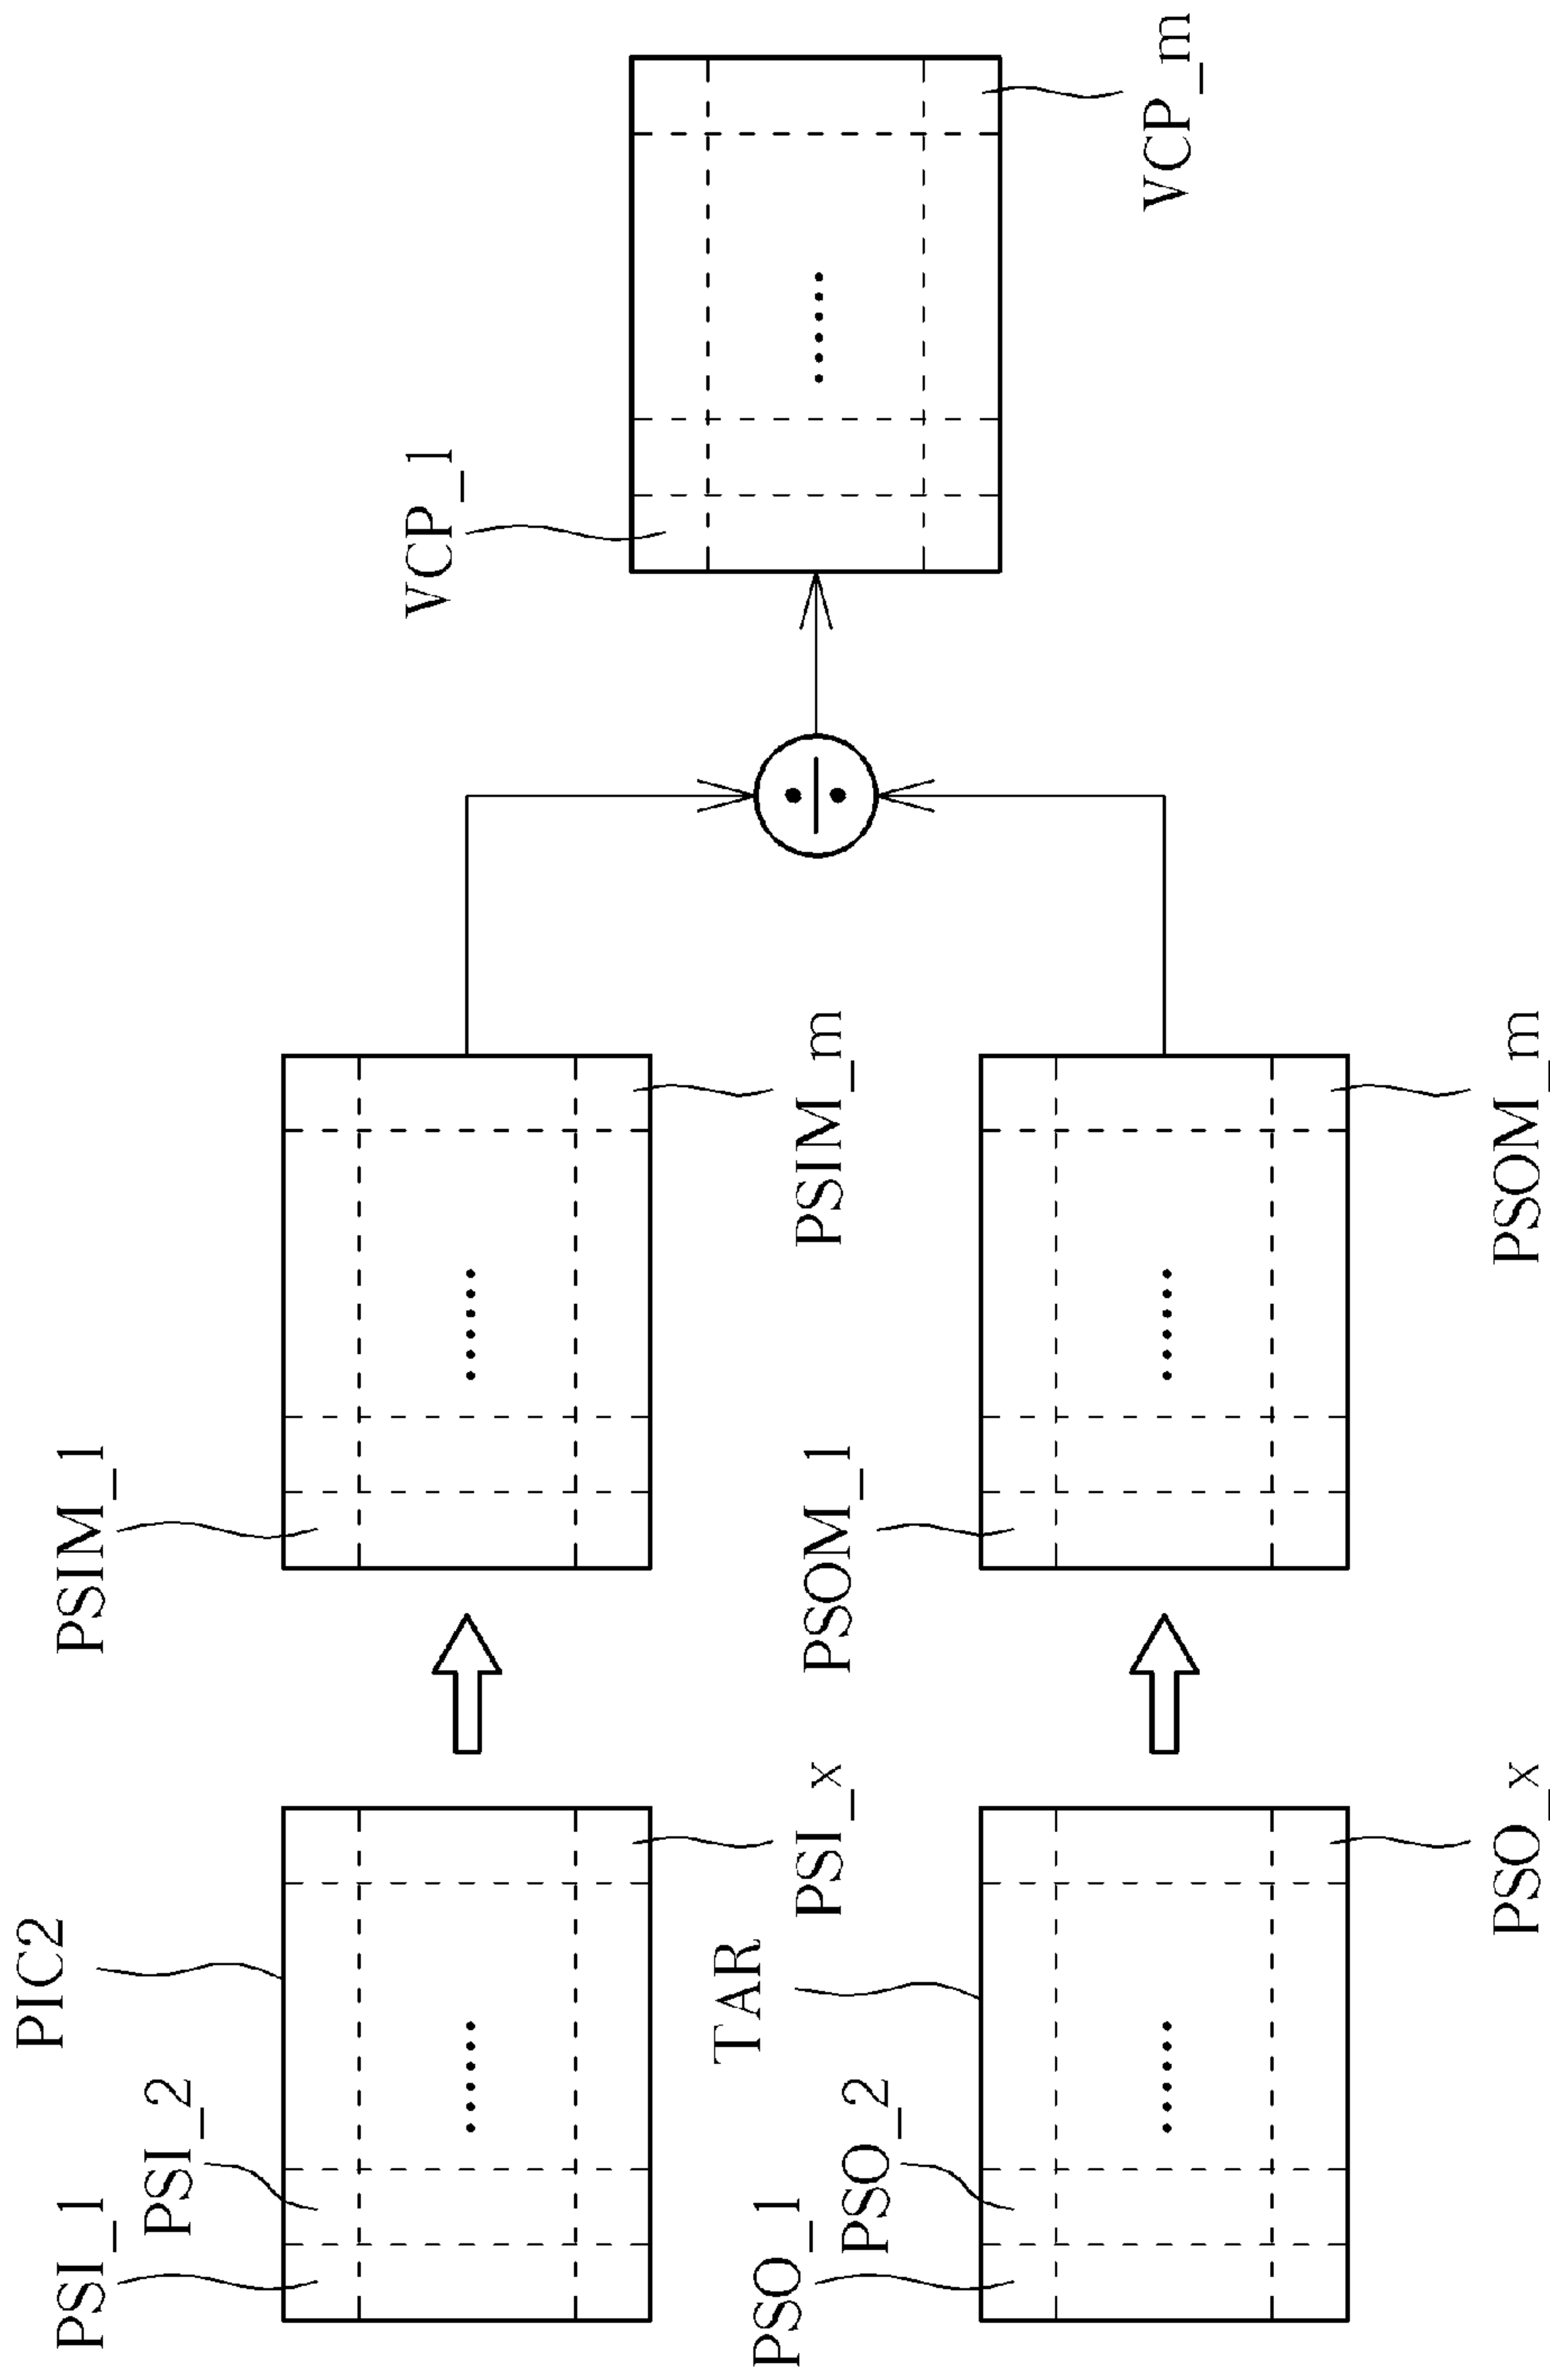 PIC2
PSI_1
PSI_2
PSI_x
PSIM_1
PSIM_m
TAR
PSO_1
PSO_2
PSO_x
PSOM_1
PSOM_m
VCP_1
VCP_m